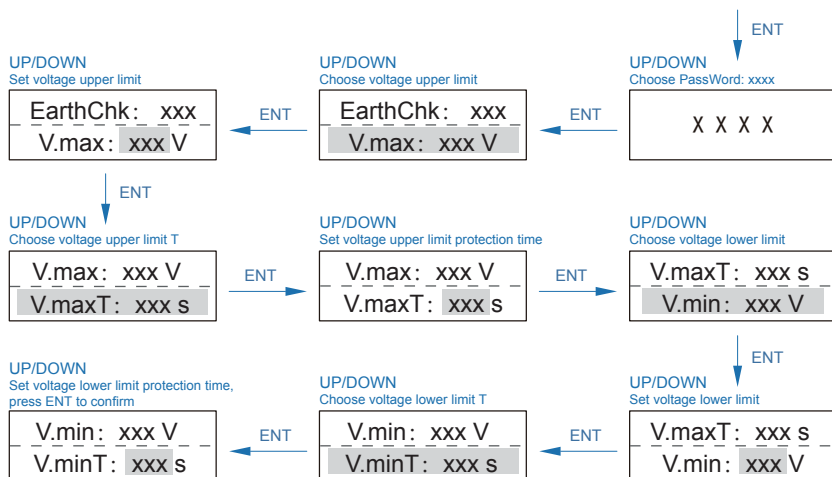 ENT
UP/DOWN
Set voltage upper limit
EarthChk: xxx
V.max: xxx V
ENT
UP/DOWN
Choose voltage upper limit
EarthChk: xxx
V.max: xxx V
ENT
UP/DOWN
Choose PassWord: xxxx
X X X X
ENT
UP/DOWN
Choose voltage upper limit T
V.max: xxx V
V.maxT: xxx s
ENT
UP/DOWN
Set voltage upper limit protection time
V.max: xxx V
V.maxT: xxx s
ENT
UP/DOWN
Choose voltage lower limit
V.maxT: xxx s
V.min: xxx V
ENT
UP/DOWN
Set voltage lower limit protection time,
press ENT to confirm
V.min: xxx V
V.minT: xxx s
ENT
UP/DOWN
Choose voltage lower limit T
V.min: xxx V
V.minT: xxx s
ENT
UP/DOWN
Set voltage lower limit
V.maxT: xxx s
V.min: xxx V